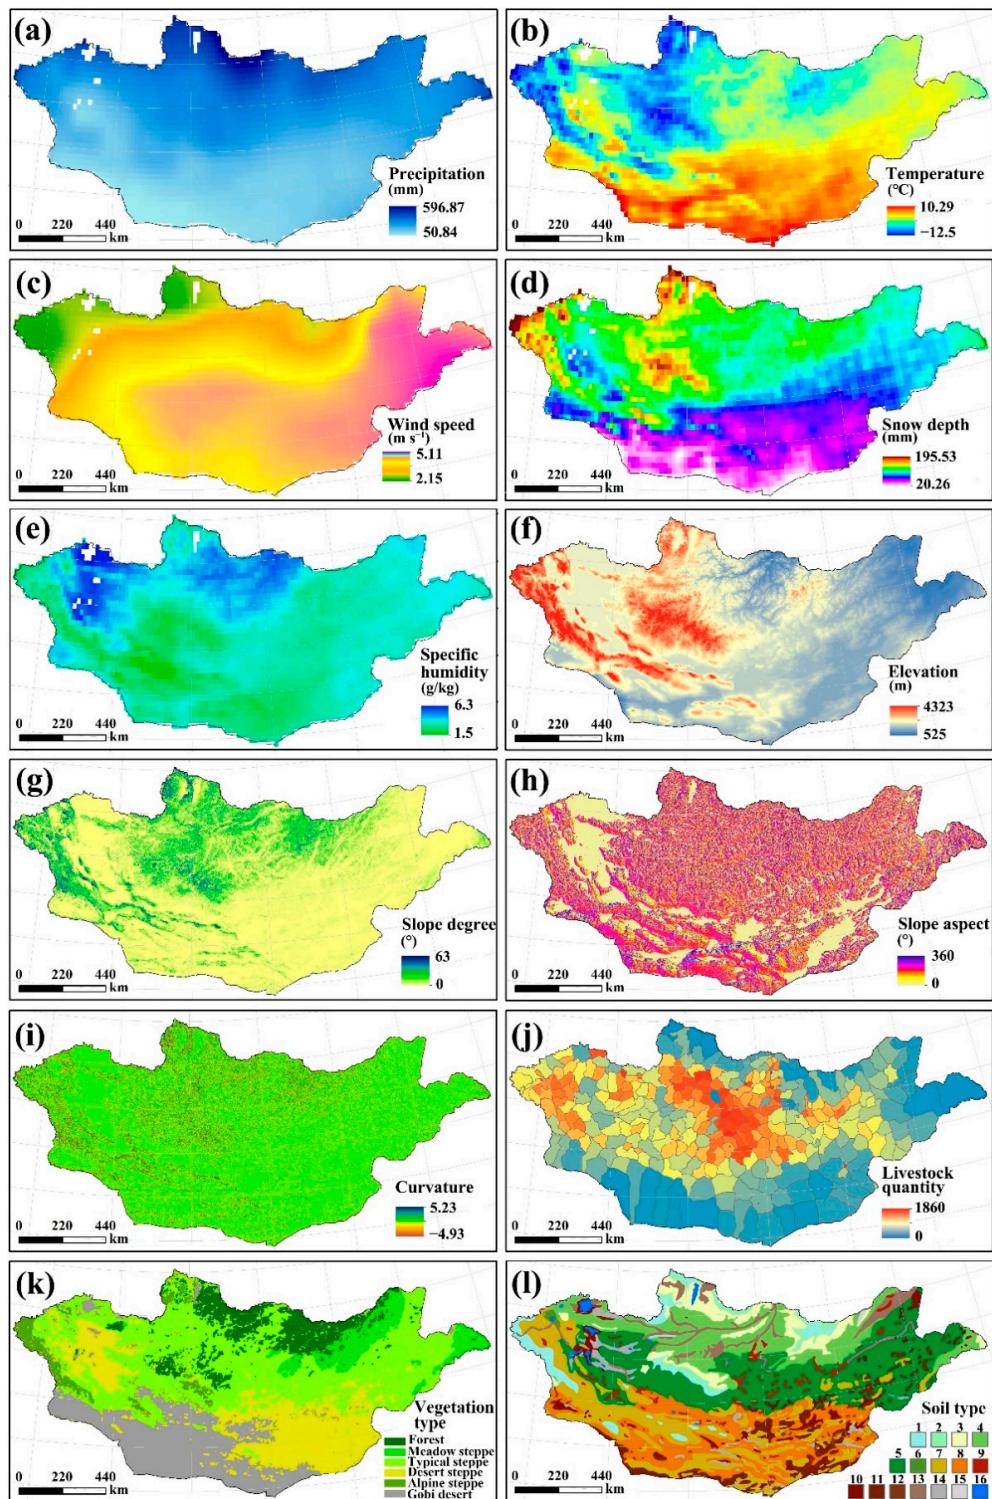 (a)
Precipitation
(mm)
596.87
50.84
0 220 440
km
(b)
Temperature
(°C)
10.29
−12.5
0 220 440
km
(c)
Wind speed
(m s⁻¹)
5.11
2.15
0 220 440
km
(d)
Snow depth
(mm)
195.53
20.26
0 220 440
km
(e)
Specific
humidity
(g/kg)
6.3
1.5
0 220 440
km
(f)
Elevation
(m)
4323
525
0 220 440
km
(g)
Slope degree
(°)
63
0
0 220 440
km
(h)
Slope aspect
(°)
360
0
0 220 440
km
(i)
Curvature
5.23
−4.93
0 220 440
km
(j)
Livestock
quantity
1860
0
0 220 440
km
(k)
Vegetation
type
Forest
Meadow steppe
Typical steppe
Desert steppe
Alpine steppe
Gobi desert
0 220 440
km
(l)
Soil type
1 2 3 4
5 6 7 8 9
10 11 12 13 14 15 16
0 220 440
km